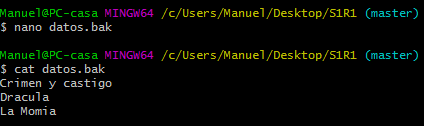 Manuel@PC-casa MINGW64 /c/Users/Manuel/Desktop/S1R1 (master)
$ nano datos.bak
Manuel@PC-casa MINGW64 /c/Users/Manuel/Desktop/S1R1 (master)
$ cat datos.bak
Crimen y castigo
Dracula
La Momia